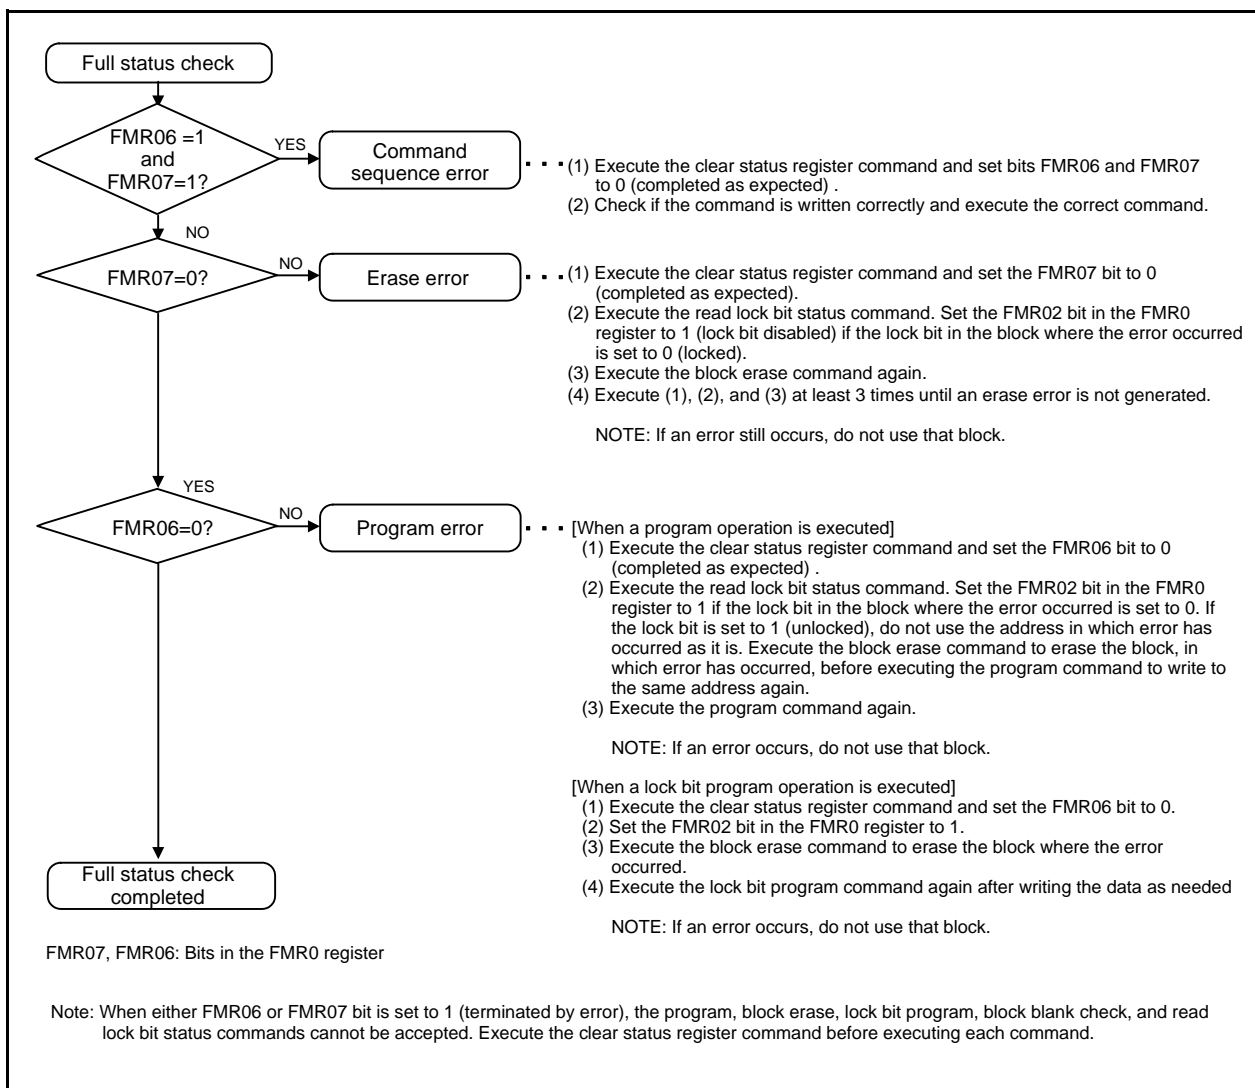 Full status check
FMR06 =1
and
FMR07=1?
YES
Command
sequence error
(1) Execute the clear status register command and set bits FMR06 and FMR07
to 0 (completed as expected) .
(2) Check if the command is written correctly and execute the correct command.
NO
FMR07=0?
NO
Erase error
(1) Execute the clear status register command and set the FMR07 bit to 0
(completed as expected).
(2) Execute the read lock bit status command. Set the FMR02 bit in the FMR0
register to 1 (lock bit disabled) if the lock bit in the block where the error occurred
is set to 0 (locked).
(3) Execute the block erase command again.
(4) Execute (1), (2), and (3) at least 3 times until an erase error is not generated.
NOTE: If an error still occurs, do not use that block.
YES
FMR06=0?
NO
Program error
[When a program operation is executed]
(1) Execute the clear status register command and set the FMR06 bit to 0
(completed as expected) .
(2) Execute the read lock bit status command. Set the FMR02 bit in the FMR0
register to 1 if the lock bit in the block where the error occurred is set to 0. If
the lock bit is set to 1 (unlocked), do not use the address in which error has
occurred as it is. Execute the block erase command to erase the block, in
which error has occurred, before executing the program command to write to
the same address again.
(3) Execute the program command again.
NOTE: If an error occurs, do not use that block.
[When a lock bit program operation is executed]
(1) Execute the clear status register command and set the FMR06 bit to 0.
(2) Set the FMR02 bit in the FMR0 register to 1.
(3) Execute the block erase command to erase the block where the error
occurred.
(4) Execute the lock bit program command again after writing the data as needed
NOTE: If an error occurs, do not use that block.
Full status check
completed
FMR07, FMR06: Bits in the FMR0 register
Note: When either FMR06 or FMR07 bit is set to 1 (terminated by error), the program, block erase, lock bit program, block blank check, and read
lock bit status commands cannot be accepted. Execute the clear status register command before executing each command.